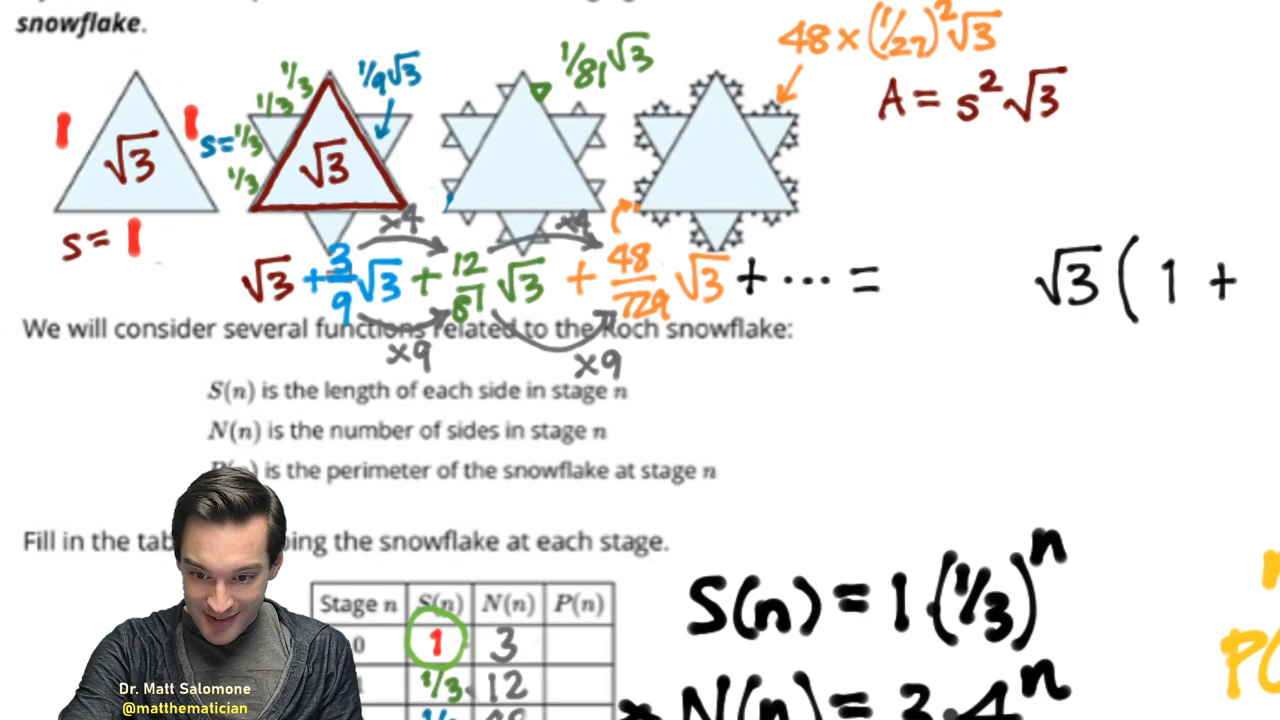 snowflake.
48 × (1/27)²√3
A = s²√3
1/3 1/3 1/3 1/3
1/9√3
1/81√3
1 √3 1
s=
√3
s = 1
×4 ×4
√3 + 3/9 √3 + 12/81 √3 + 48/729 √3 + ... = √3 ( 1 +
×9 ×9
We will consider several functions related to the Koch snowflake:
S(n) is the length of each side in stage n
N(n) is the number of sides in stage n
is the perimeter of the snowflake at stage n
Fill in the the snowflake at each stage.
Stage n S(n) N(n) P(n)
0 1 3
1/3 12
S(n) = 1·(1/3)ⁿ
N(n) = 3·4ⁿ
Dr. Matt Salomone
@matthematician